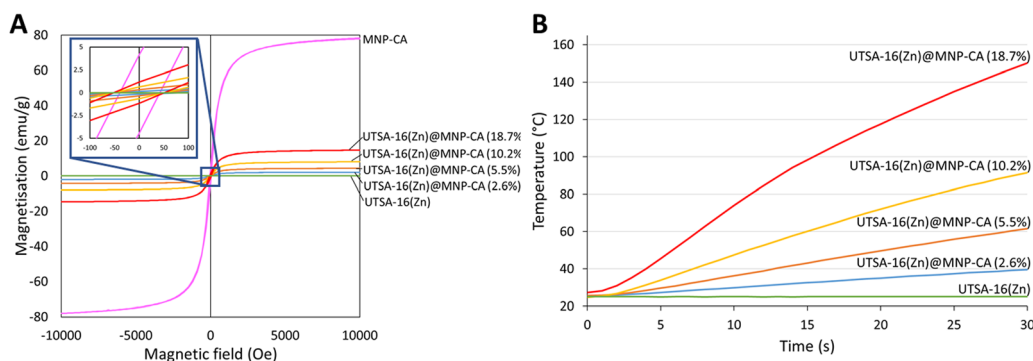 A
80
60
40
20
0
-20
-40
-60
-80
-10000
-5000
0
5000
10000
Magnetisation (emu/g)
Magnetic field (Oe)
5
2.5
0
-2.5
-5
-100
-50
0
50
100
MNP-CA
UTSA-16(Zn)@MNP-CA (18.7%
UTSA-16(Zn)@MNP-CA (10.2%
UTSA-16(Zn)@MNP-CA (5.5%)
UTSA-16(Zn)@MNP-CA (2.6%)
UTSA-16(Zn)
B
160
140
120
100
80
60
40
20
0
5
10
15
20
25
30
Temperature (°C)
Time (s)
UTSA-16(Zn)@MNP-CA (18.7%)
UTSA-16(Zn)@MNP-CA (10.2%)
UTSA-16(Zn)@MNP-CA (5.5%)
UTSA-16(Zn)@MNP-CA (2.6%)
UTSA-16(Zn)